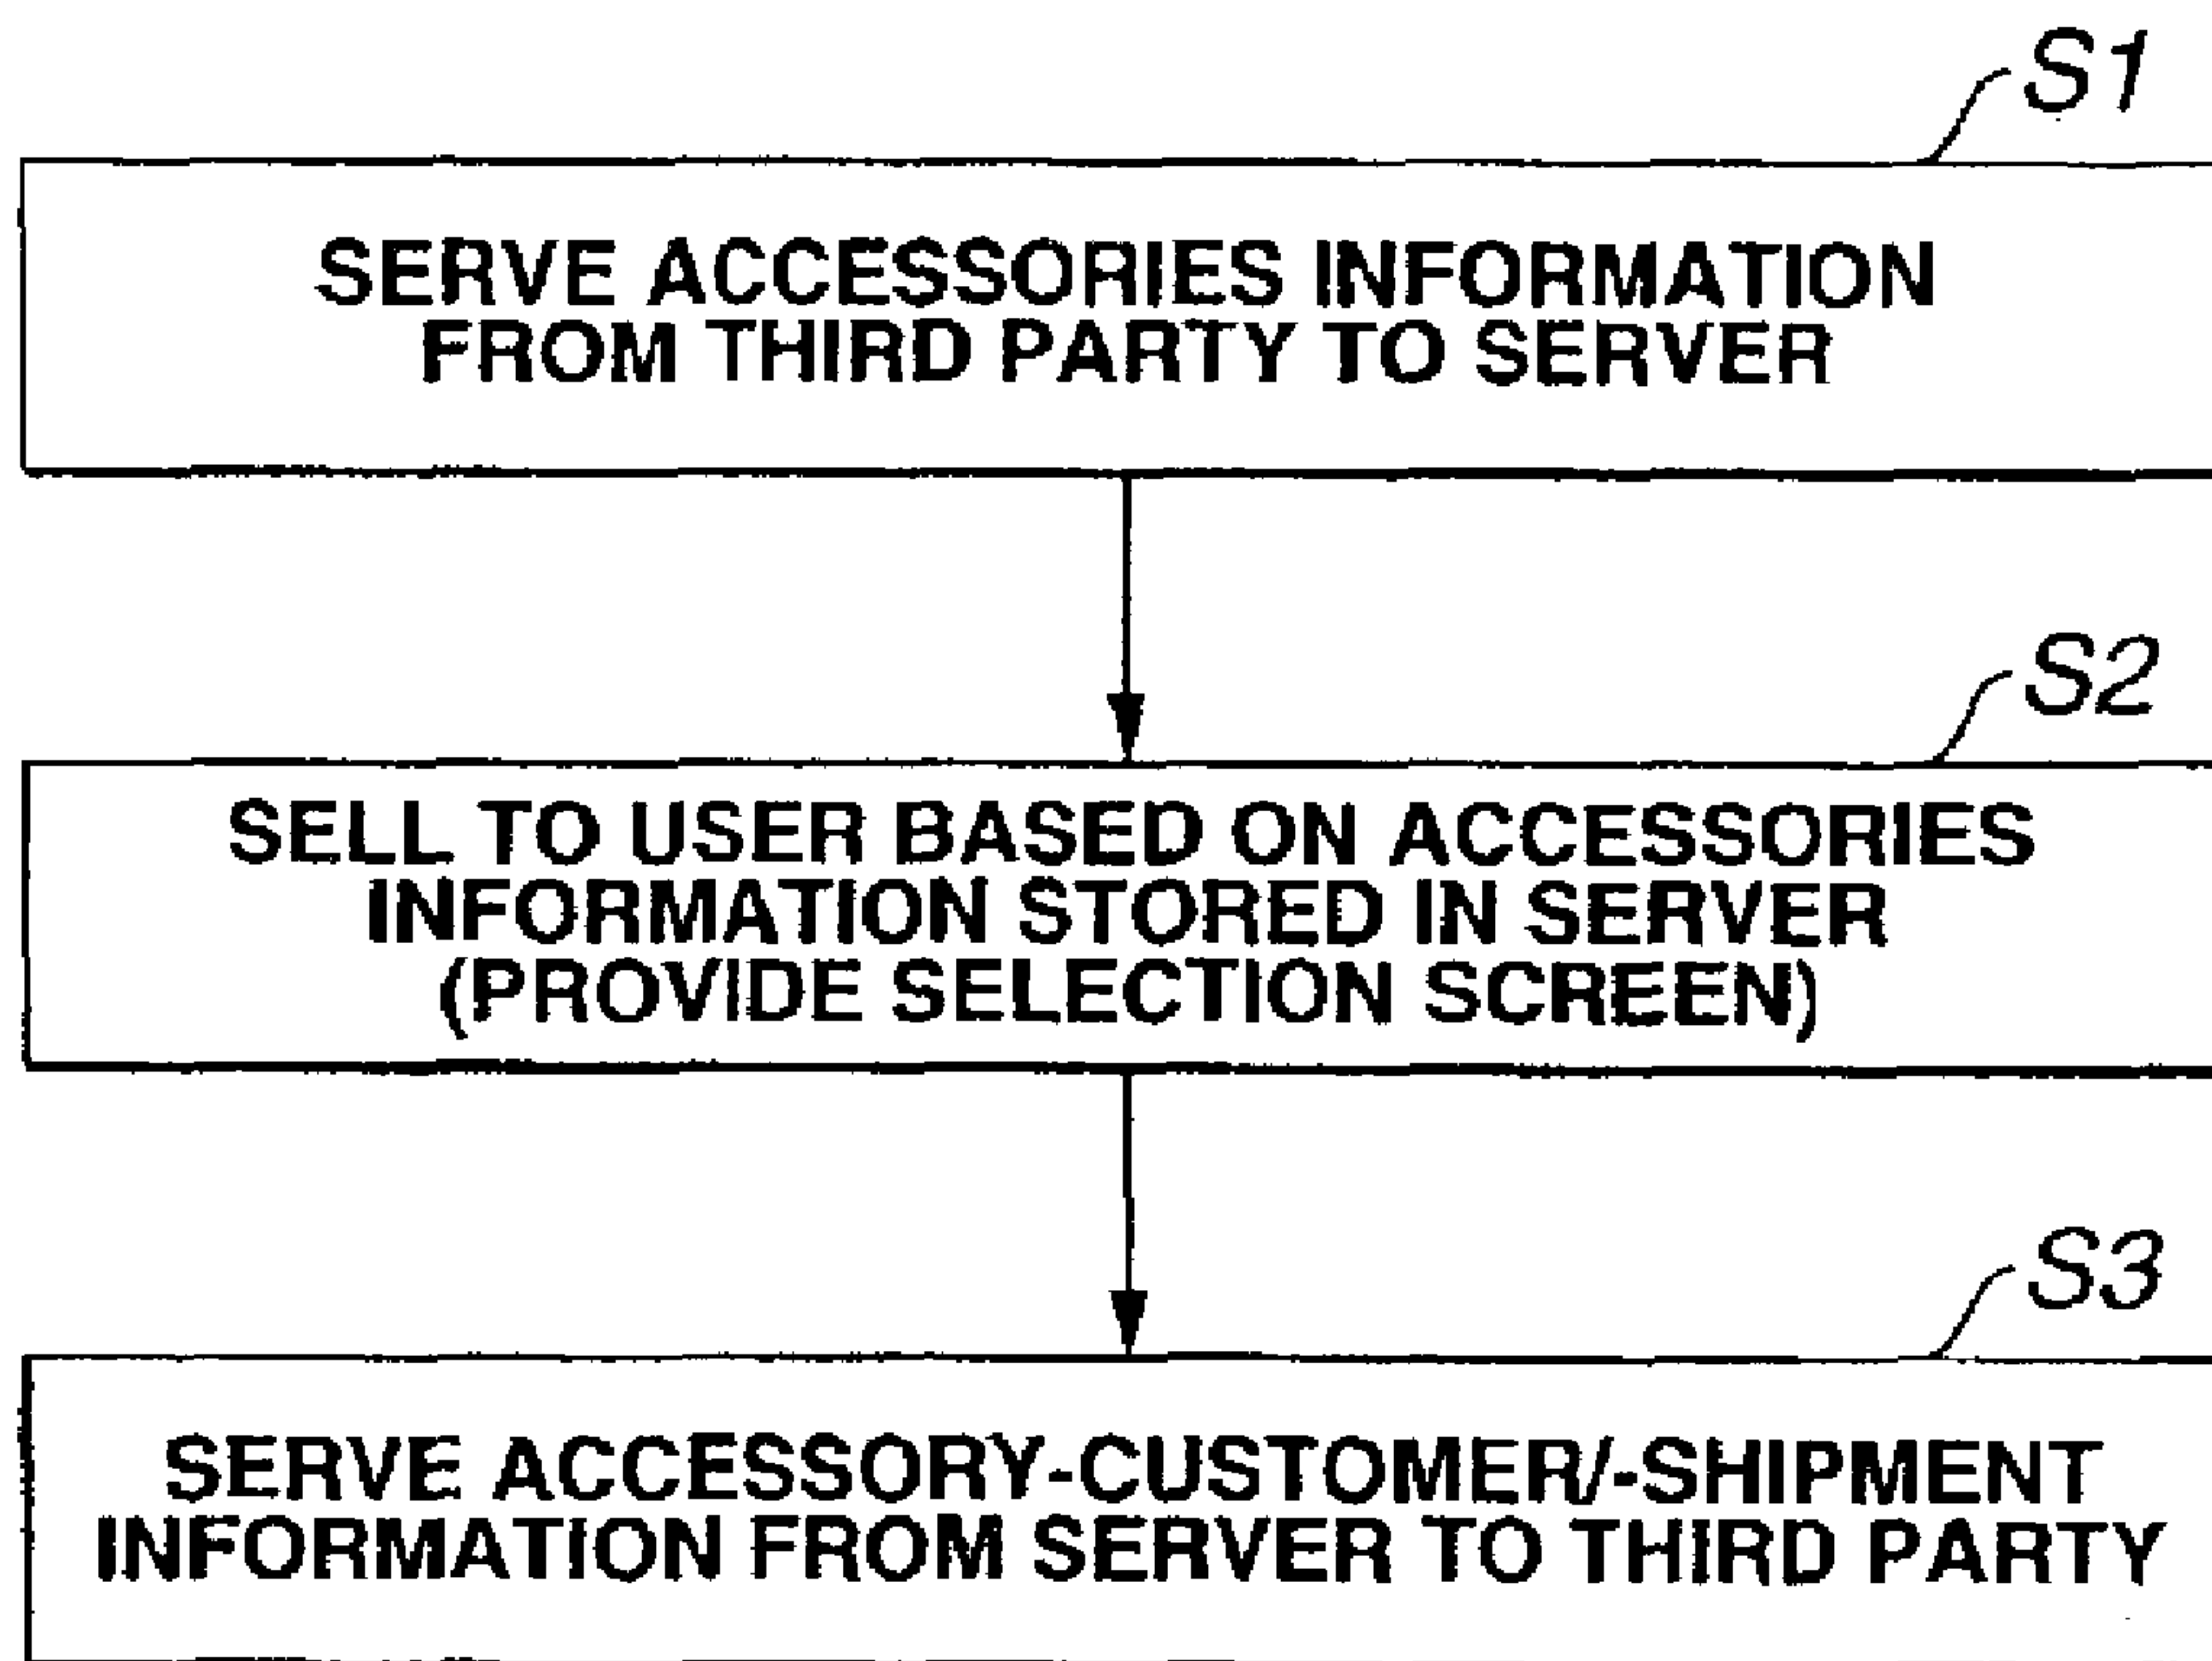 S1
SERVE ACCESSORIES INFORMATION
FROM THIRD PARTY TO SERVER
S2
SELL TO USER BASED ON ACCESSORIES
INFORMATION STORED IN SERVER
(PROVIDE SELECTION SCREEN)
S3
SERVE ACCESSORY-CUSTOMER/-SHIPMENT
INFORMATION FROM SERVER TO THIRD PARTY